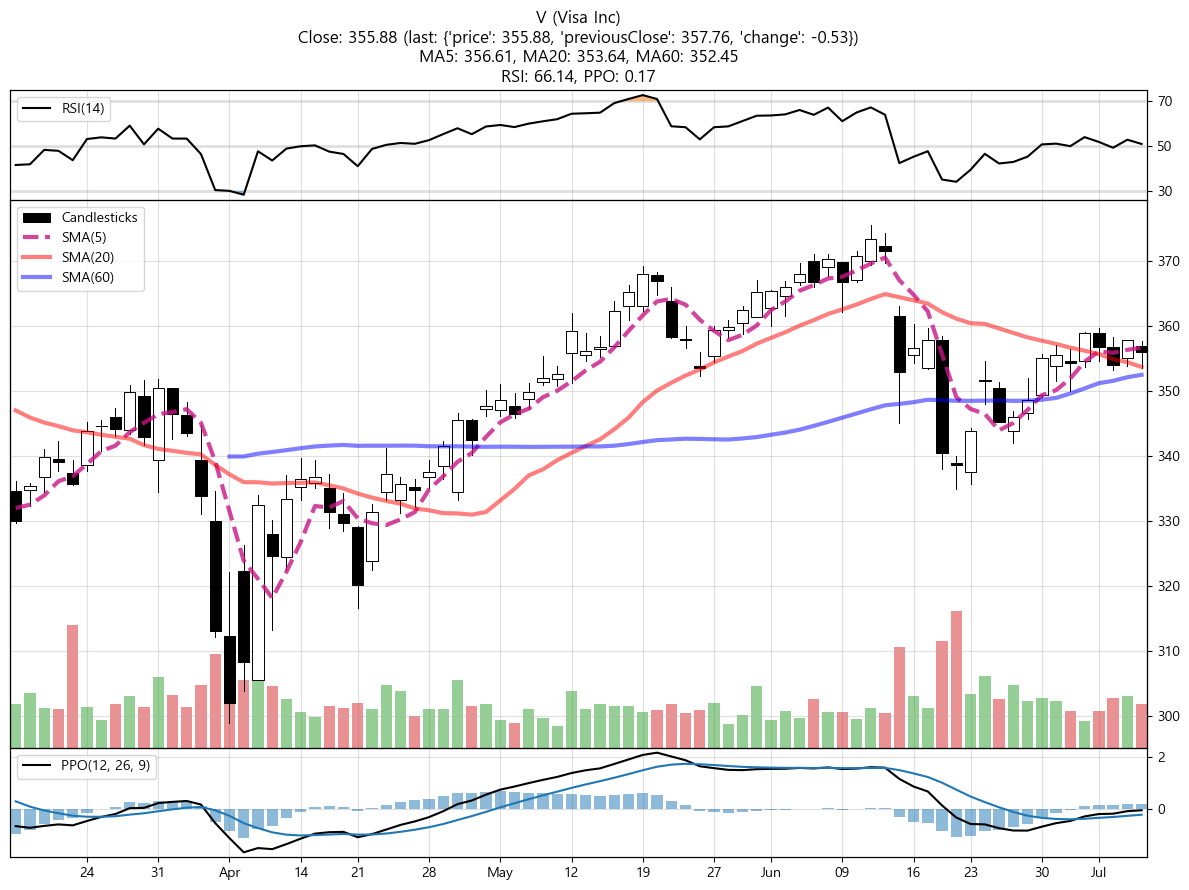 V (Visa Inc)
Close: 355.88 (last: {'price': 355.88, 'previousClose': 357.76, 'change': -0.53})
MA5: 356.61, MA20: 353.64, MA60: 352.45
RSI: 66.14, PPO: 0.17
RSI(14)
70
50
30
Candlesticks
SMA(5)
SMA(20)
SMA(60)
370
360
350
340
330
320
310
300
PPO(12, 26, 9)
2
0
24 31 Apr 14 21 28 May 12 19 27 Jun 09 16 23 30 Jul